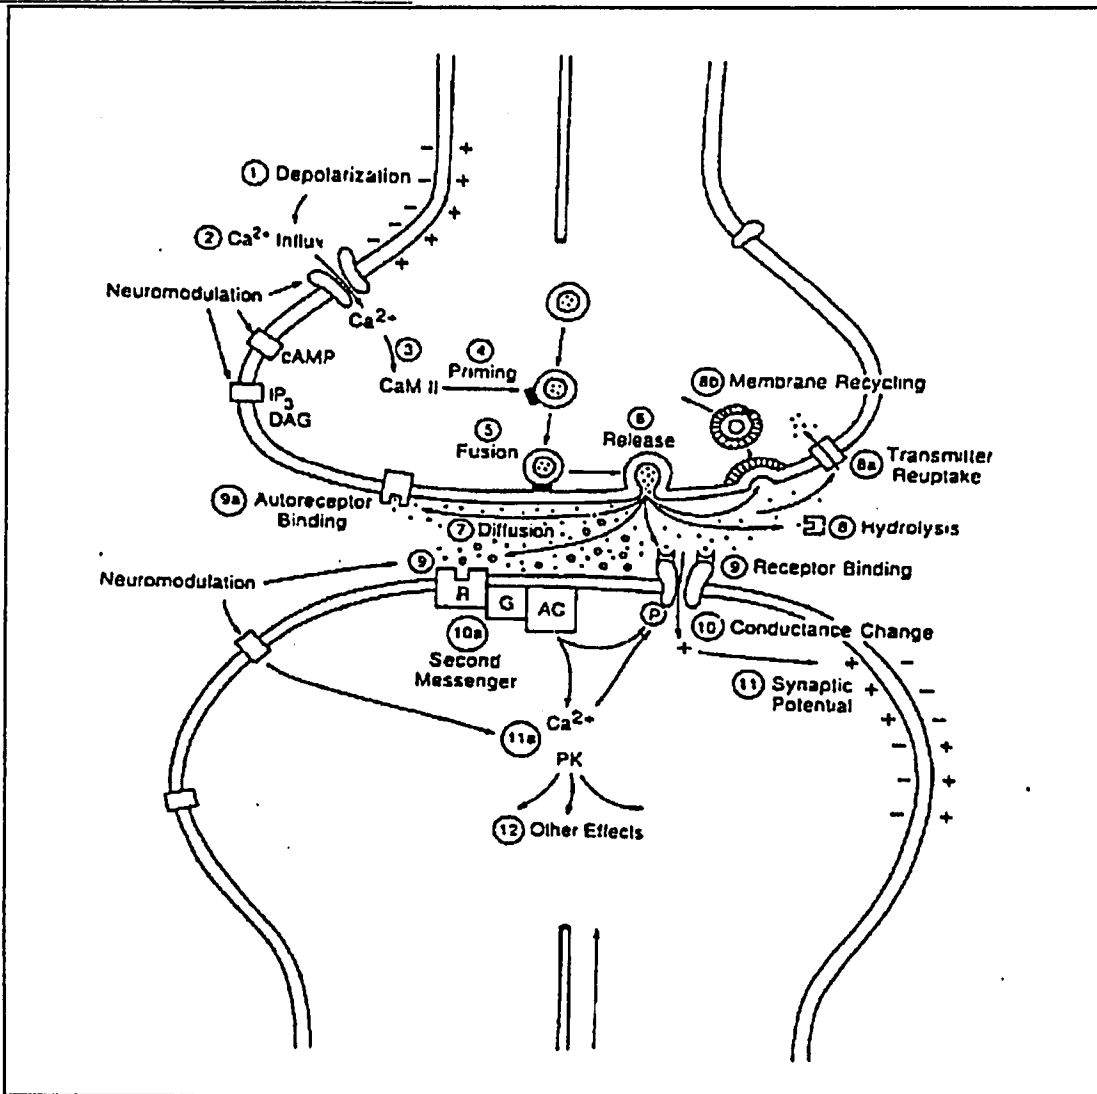 ① Depolarization
② Ca²⁺ Influx
Neuromodulation
Ca²⁺
cAMP
③
④
Priming
CaM II
IP₃
DAG
⑤
Fusion
⑥
Release
8b Membrane Recycling
8a Transmitter
Reuptake
9a Autoreceptor
Binding
⑦ Diffusion
⑧ Hydrolysis
⑨
⑨ Receptor Binding
Neuromodulation
R
G
AC
P
10a
Second
Messenger
⑩ Conductance Change
⑪ Synaptic
Potential
11a
Ca²⁺
PK
⑫ Other Effects